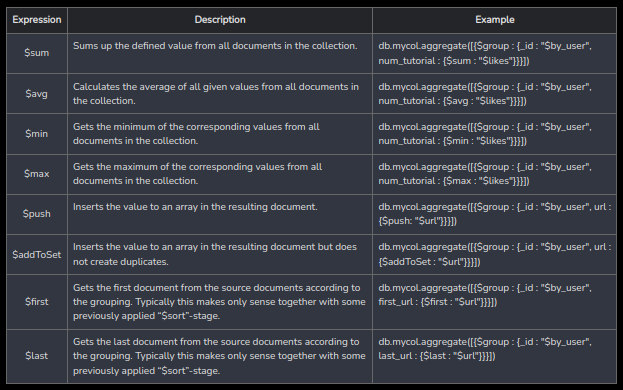 Expression Description Example
$sum
Sums up the defined value from all documents in the collection.
db.mycol.aggregate([{$group : {_id : "$by_user",
num_tutorial : {$sum : "$likes"}}}])
$avg
Calculates the average of all given values from all documents in
the collection.
db.mycol.aggregate([{$group : {_id : "$by_user",
num_tutorial : {$avg : "$likes"}}}])
$min
Gets the minimum of the corresponding values from all
documents in the collection.
db.mycol.aggregate([{$group : {_id : "$by_user",
num_tutorial : {$min : "$likes"}}}])
$max
Gets the maximum of the corresponding values from all
documents in the collection.
db.mycol.aggregate([{$group : {_id : "$by_user",
num_tutorial : {$max : "$likes"}}}])
$push
Inserts the value to an array in the resulting document.
db.mycol.aggregate([{$group : {_id : "$by_user", url :
{$push: "$url"}}}])
$addToSet
Inserts the value to an array in the resulting document but does
not create duplicates.
db.mycol.aggregate([{$group : {_id : "$by_user", url :
{$addToSet : "$url"}}}])
$first
Gets the first document from the source documents according to
the grouping. Typically this makes only sense together with some
previously applied “$sort”-stage.
db.mycol.aggregate([{$group : {_id : "$by_user",
first_url : {$first : "$url"}}}])
$last
Gets the last document from the source documents according to
the grouping. Typically this makes only sense together with some
previously applied “$sort”-stage.
db.mycol.aggregate([{$group : {_id : "$by_user",
last_url : {$last : "$url"}}}])